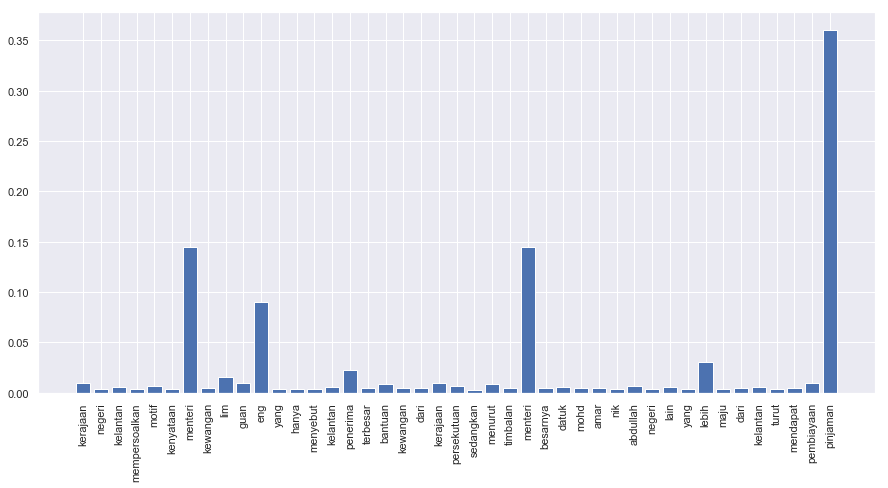 0.35
0.30
0.25
0.20
0.15
0.10
0.05
0.00
kerajaan
negeri
kelantan
mempersoalkan
motif
kenyataan
menteri
kewangan
lim
guan
eng
yang
hanya
menyebut
kelantan
penerima
terbesar
bantuan
kewangan
dari
kerajaan
persekutuan
sedangkan
menurut
timbalan
menteri
besarnya
datuk
mohd
amar
nik
abdullah
negeri
lain
yang
lebih
maju
dari
kelantan
turut
mendapat
pembiayaan
pinjaman